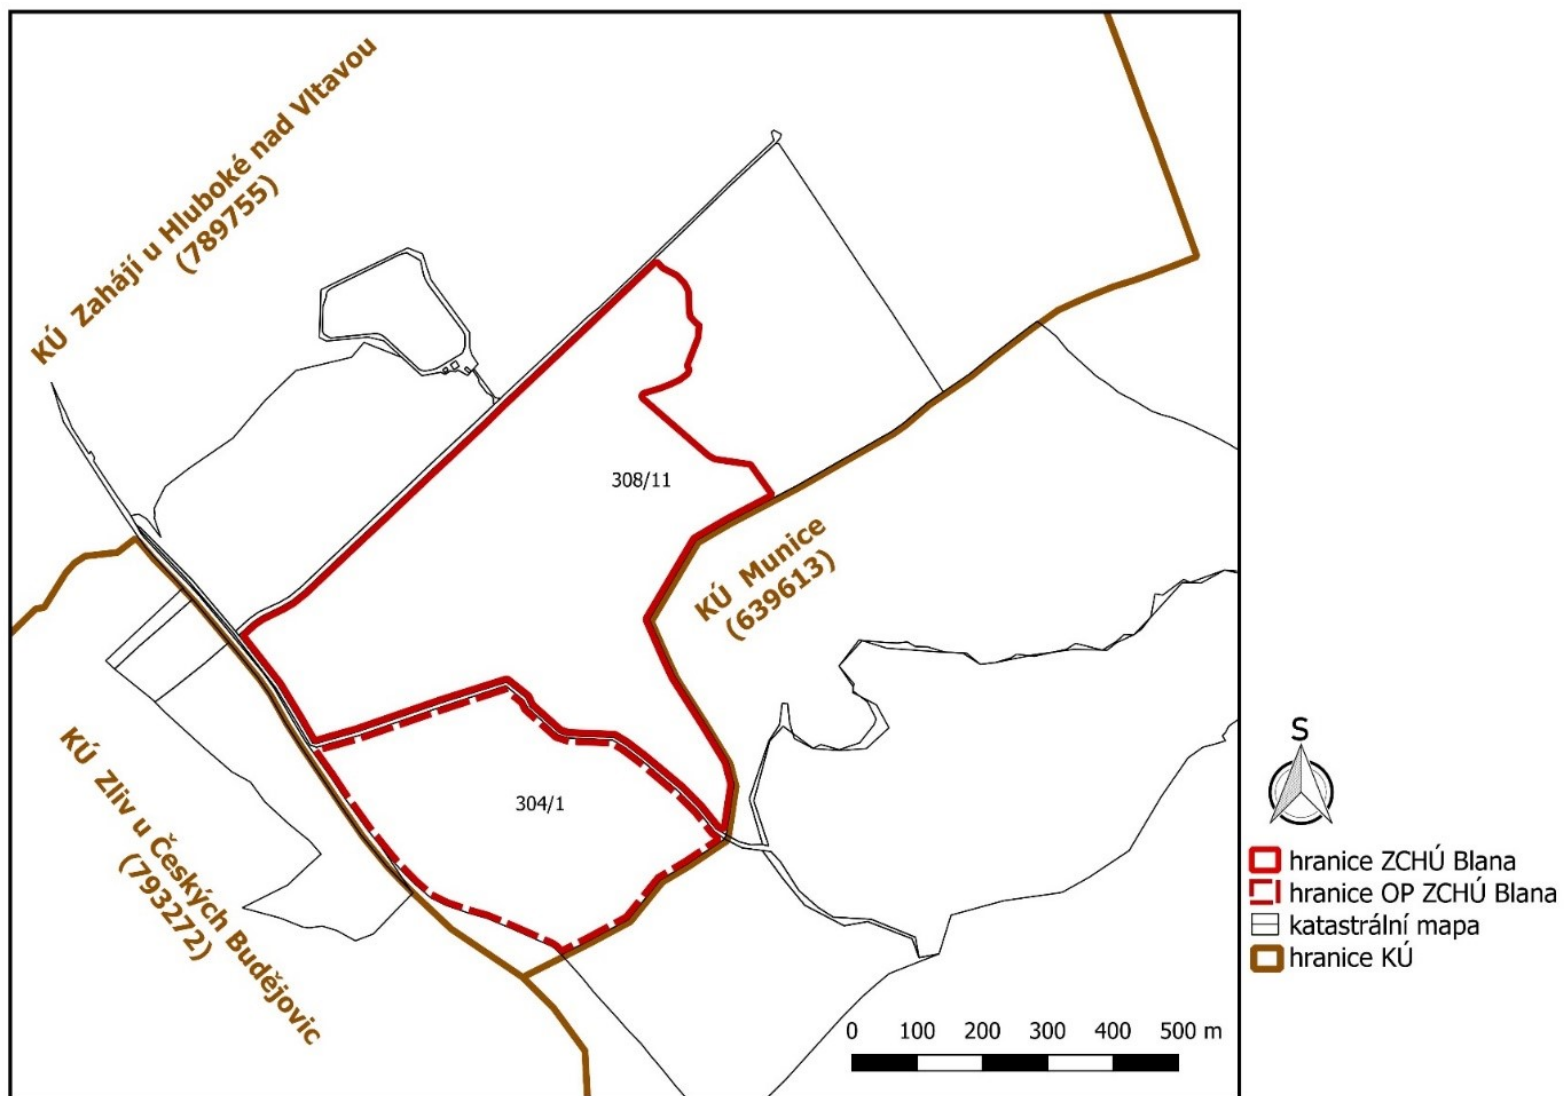 KÚ Zahájí u Hluboké nad Vltavou
(789755)
308/11
KÚ Munice
(639613)
304/1
KÚ Zliv u Českých Budějovic
(793272)
0 100 200 300 400 500 m
S
hranice ZCHÚ Blana
hranice OP ZCHÚ Blana
katastrální mapa
hranice KÚ